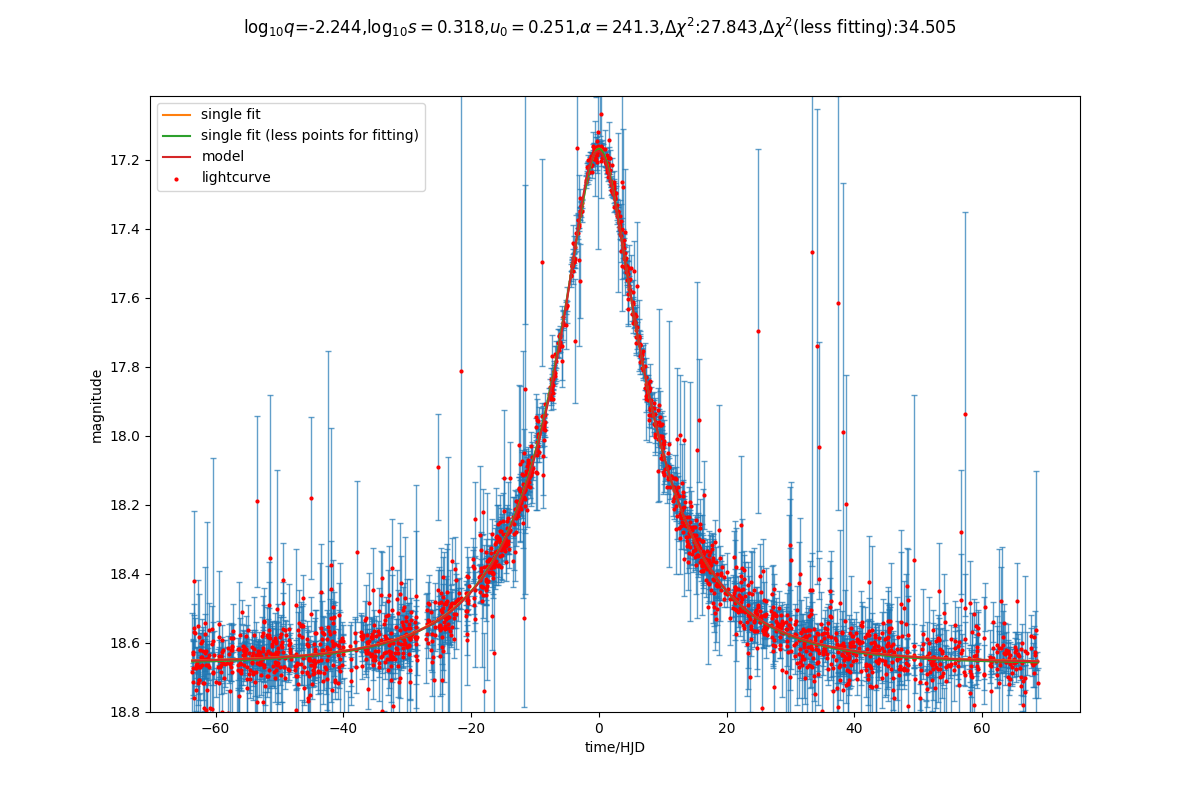 log₁₀q=-2.244,log₁₀s = 0.318,u₀ = 0.251,α = 241.3,Δχ²:27.843,Δχ²(less fitting):34.505
single fit
single fit (less points for fitting)
model
lightcurve
17.2
17.4
17.6
17.8
18.0
18.2
18.4
18.6
18.8
magnitude
−60
−40
−20
0
20
40
60
time/HJD